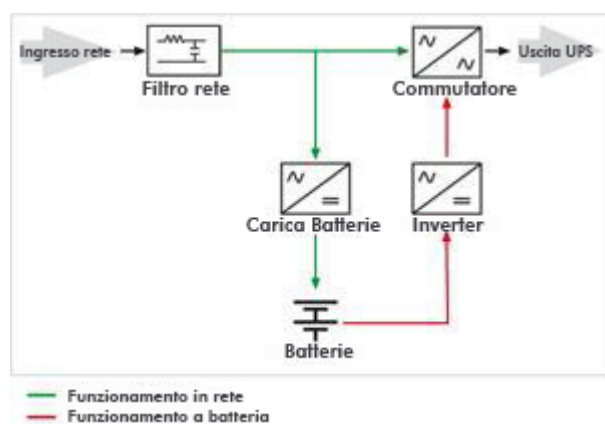 Ingresso rete
Filtro rete
Commutatore
Uscita UPS
Carica Batterie
Inverter
Batterie
Funzionamento in rete
Funzionamento a batteria